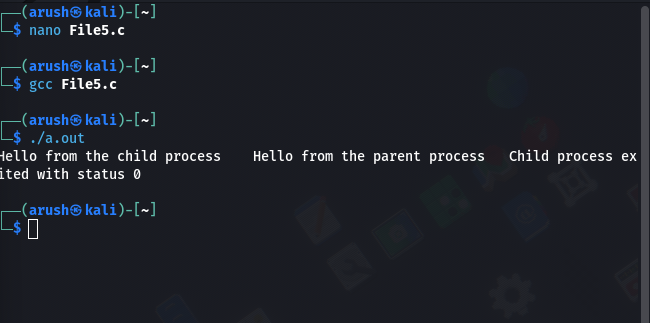 (arush㉿kali)-[~]
$ nano File5.c
(arush㉿kali)-[~]
$ gcc File5.c
(arush㉿kali)-[~]
$ ./a.out
Hello from the child process    Hello from the parent process   Child process ex
ited with status 0
(arush㉿kali)-[~]
$